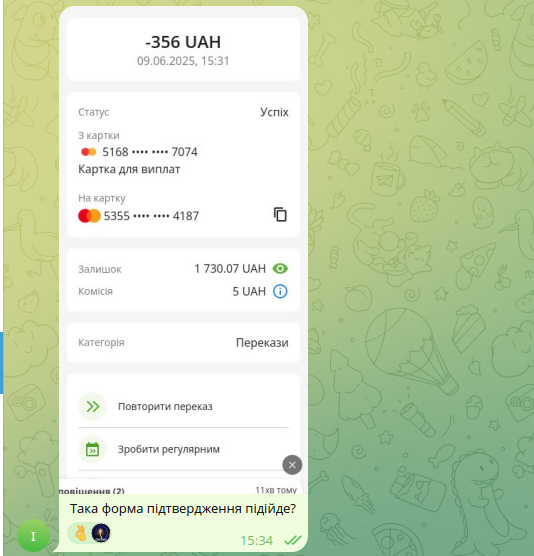 -356 UAH
09.06.2025, 15:31
Статус Успіх
З картки
5168 •••• •••• 7074
Картка для виплат
На картку
5355 •••• •••• 4187
Залишок 1 730.07 UAH
Комісія 5 UAH
Категорія Перекази
Повторити переказ
Зробити регулярним
повіщення (2) 11хв тому
Така форма підтвердження підійде?
І 15:34